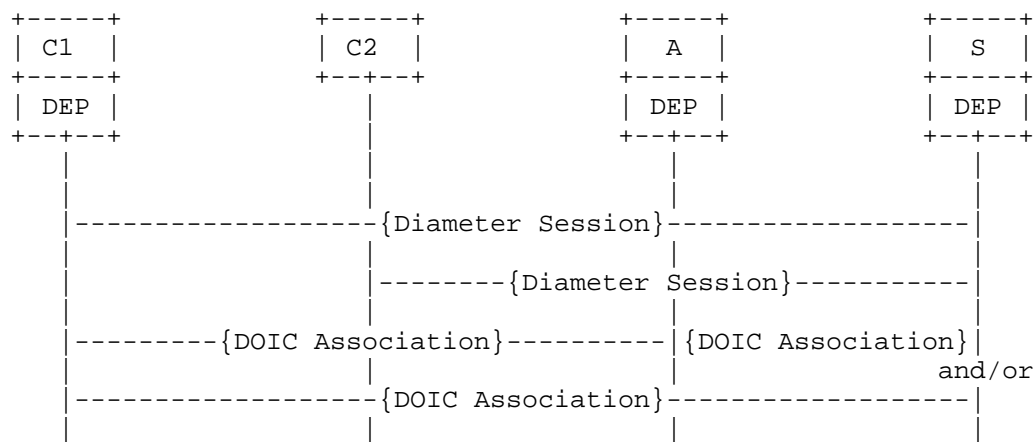 C1 C2 A S
DEP DEP DEP
{Diameter Session}
{Diameter Session}
{DOIC Association} {DOIC Association}
and/or
{DOIC Association}